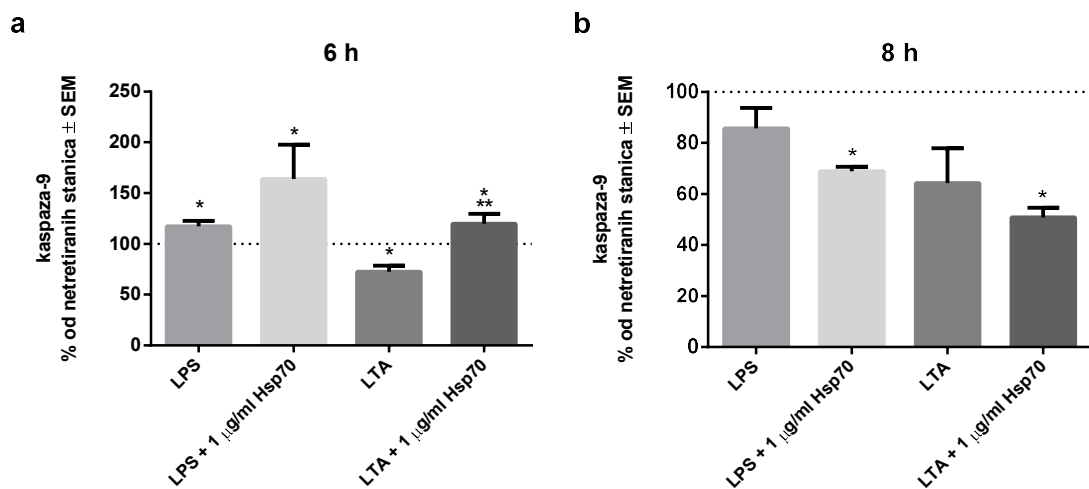 a
6 h
kaspaza-9
% od netretiranih stanica ± SEM
250
200
150
100
50
0
*
*
*
*
**
LPS
LPS + 1 μg/ml Hsp70
LTA
LTA + 1 μg/ml Hsp70
b
8 h
kaspaza-9
% od netretiranih stanica ± SEM
100
80
60
40
20
0
*
*
LPS
LPS + 1 μg/ml Hsp70
LTA
LTA + 1 μg/ml Hsp70